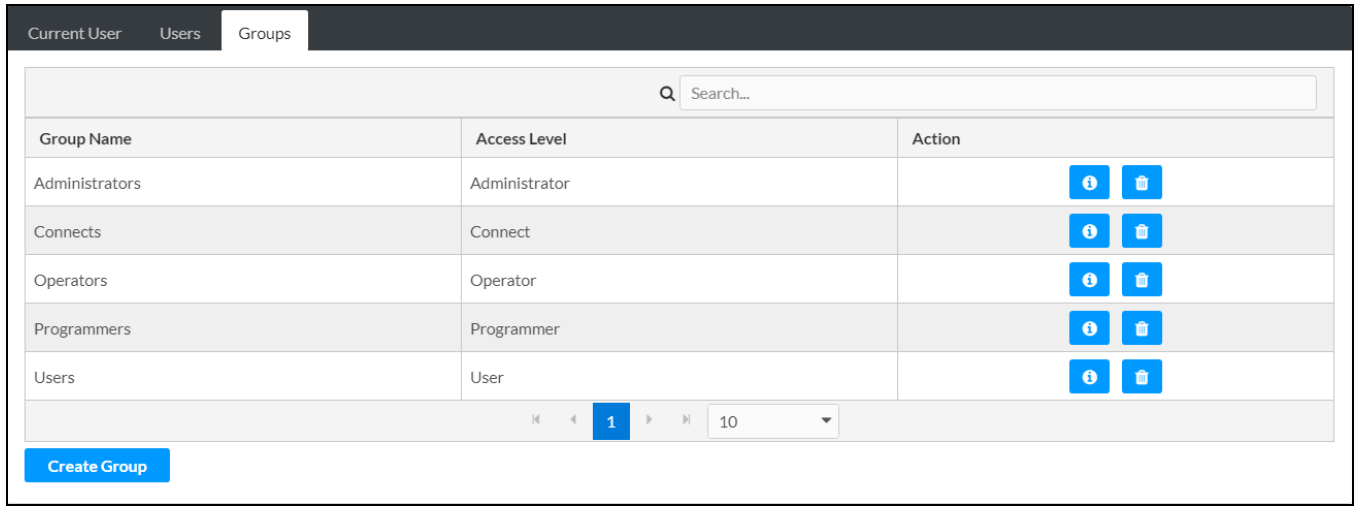 Current User Users Groups
Search...
Group Name Access Level Action
Administrators Administrator
Connects Connect
Operators Operator
Programmers Programmer
Users User
1 10
Create Group